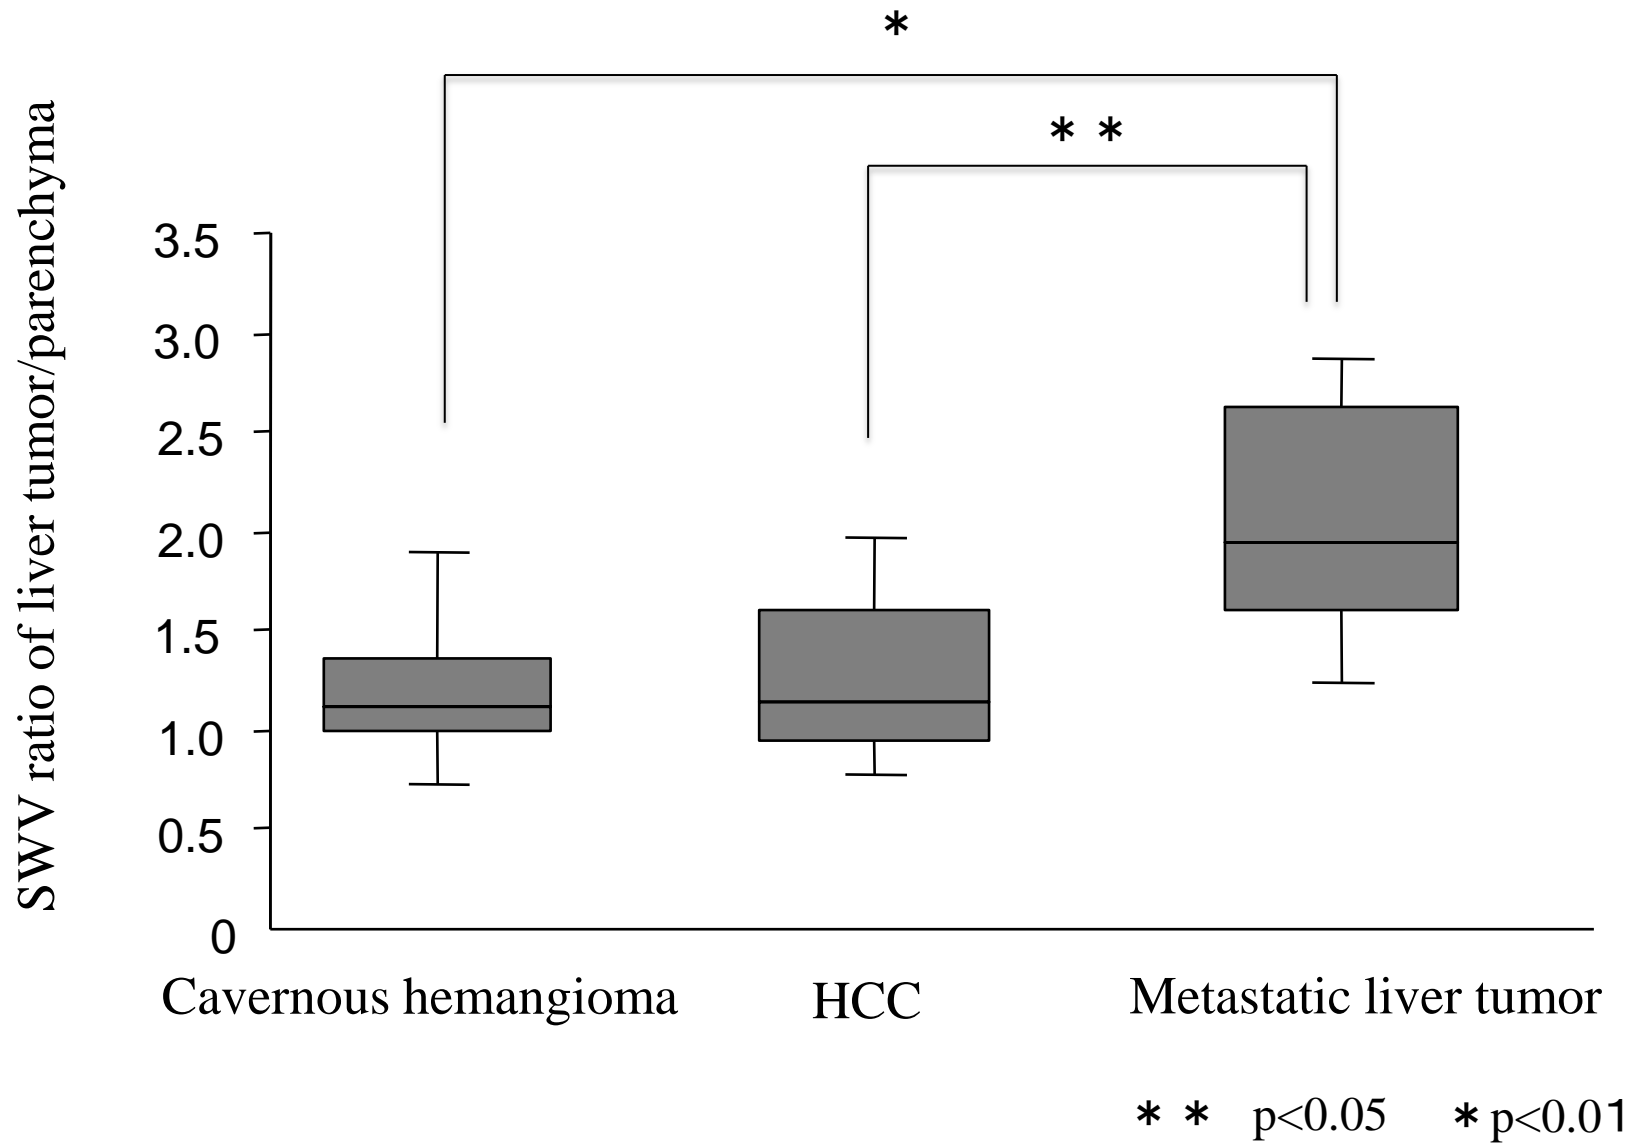 *
* *
SWV ratio of liver tumor/parenchyma
3.5
3.0
2.5
2.0
1.5
1.0
0.5
0
Cavernous hemangioma
HCC
Metastatic liver tumor
* * p<0.05 * p<0.01